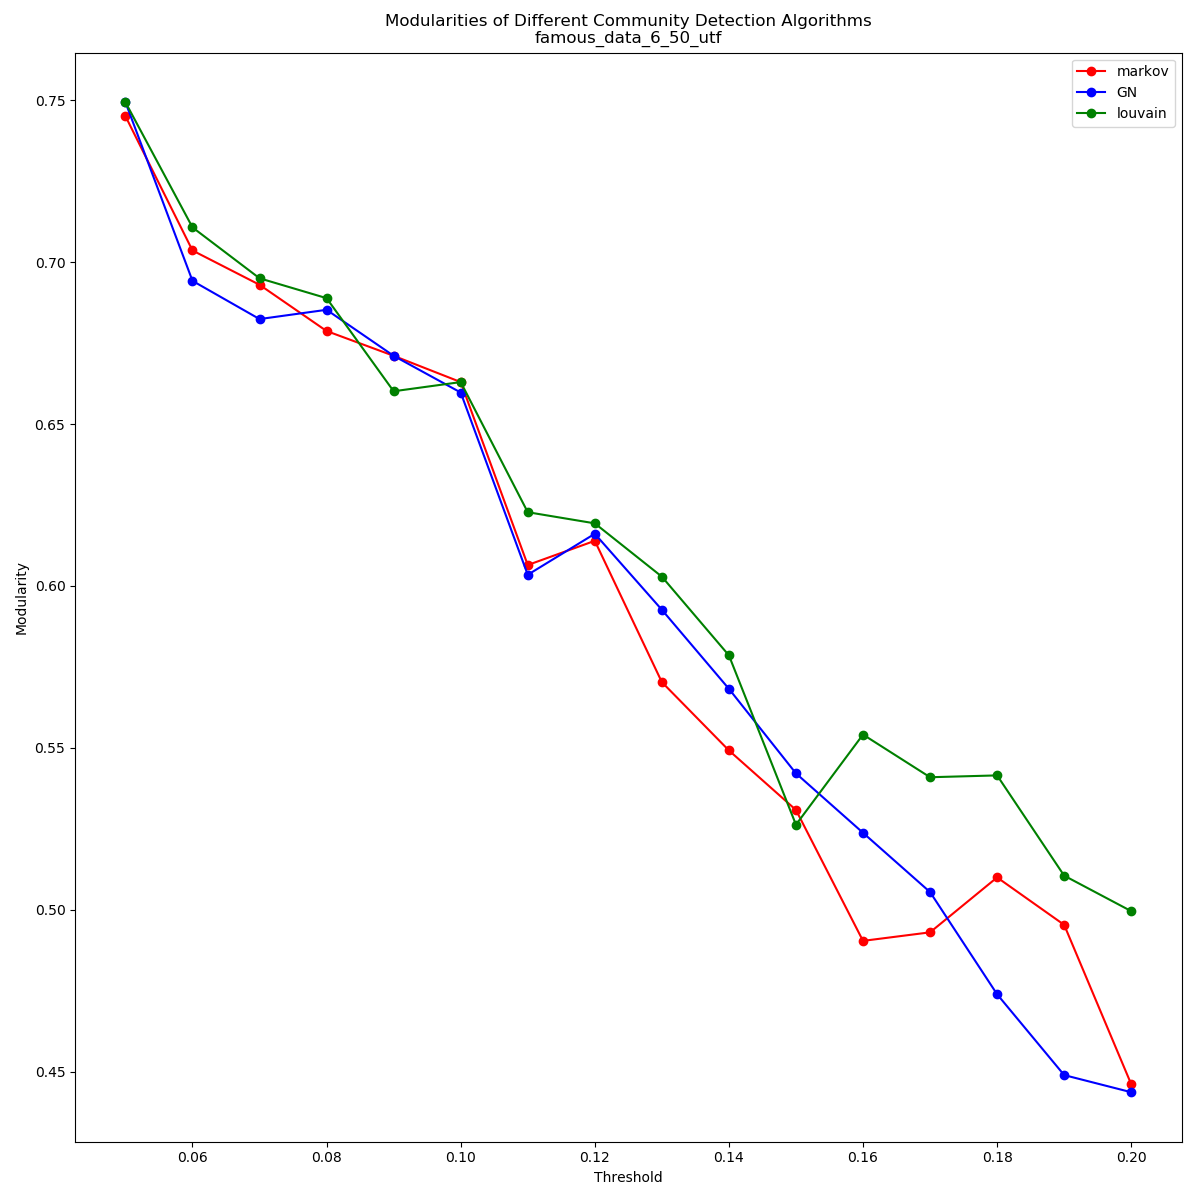 Modularities of Different Community Detection Algorithms
famous_data_6_50_utf
markov
GN
louvain
Modularity
0.75
0.70
0.65
0.60
0.55
0.50
0.45
0.06 0.08 0.10 0.12 0.14 0.16 0.18 0.20
Threshold